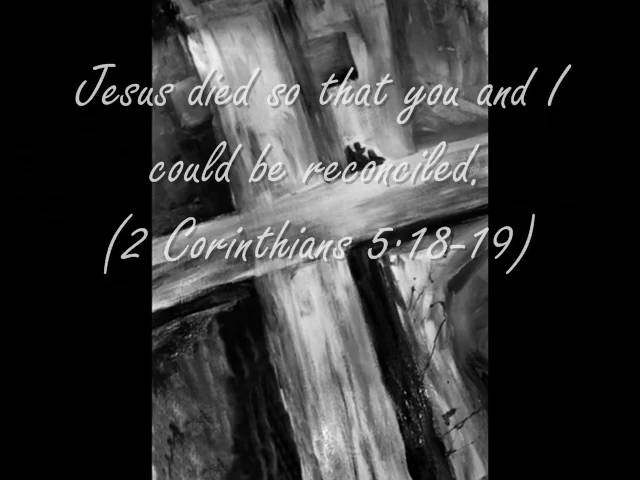 Jesus died so that you and I
could be reconciled.
(2 Corinthians 5:18-19)